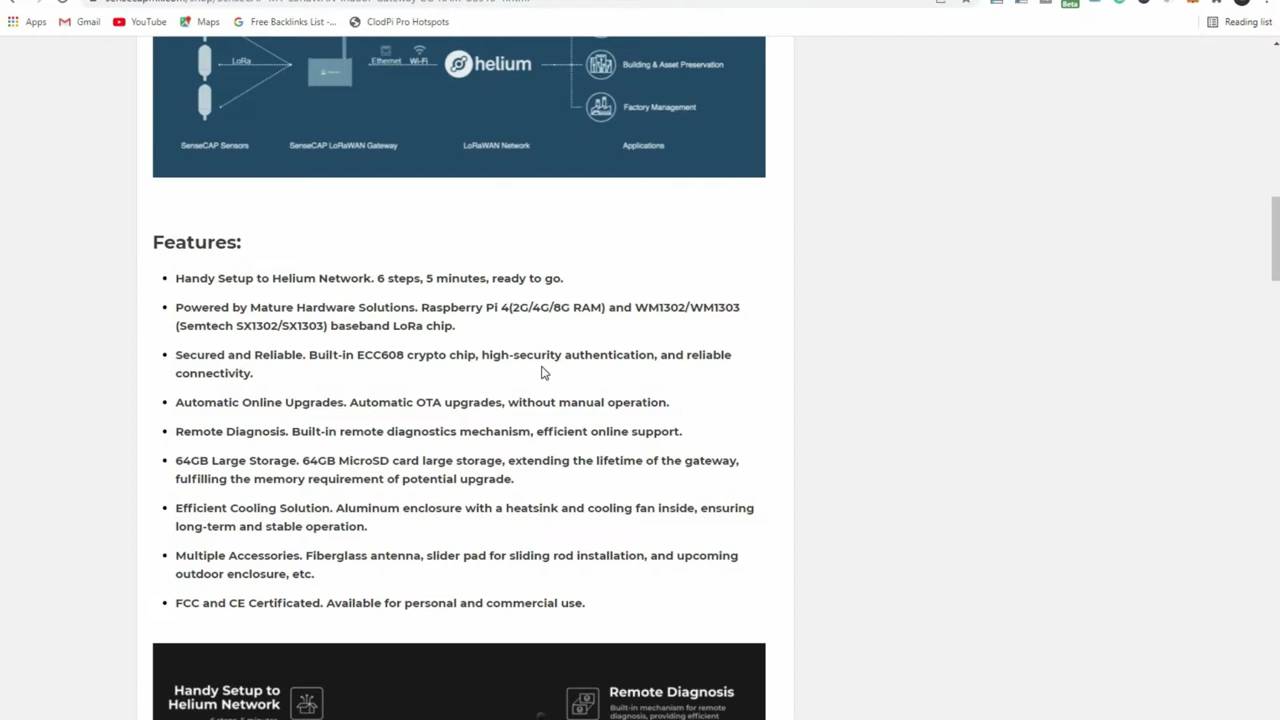 Beta
Apps
Gmail
YouTube
Maps
Free Backlinks List -...
ClodPi Pro Hotspots
Reading list
LoRa
Ethernet
Wi-Fi
helium
Building & Asset Preservation
Factory Management
SenseCAP Sensors
SenseCAP LoRaWAN Gateway
LoRaWAN Network
Applications
Features:
Handy Setup to Helium Network. 6 steps, 5 minutes, ready to go.
Powered by Mature Hardware Solutions. Raspberry Pi 4(2G/4G/8G RAM) and WM1302/WM1303
(Semtech SX1302/SX1303) baseband LoRa chip.
Secured and Reliable. Built-in ECC608 crypto chip, high-security authentication, and reliable
connectivity.
Automatic Online Upgrades. Automatic OTA upgrades, without manual operation.
Remote Diagnosis. Built-in remote diagnostics mechanism, efficient online support.
64GB Large Storage. 64GB MicroSD card large storage, extending the lifetime of the gateway,
fulfilling the memory requirement of potential upgrade.
Efficient Cooling Solution. Aluminum enclosure with a heatsink and cooling fan inside, ensuring
long-term and stable operation.
Multiple Accessories. Fiberglass antenna, slider pad for sliding rod installation, and upcoming
outdoor enclosure, etc.
FCC and CE Certificated. Available for personal and commercial use.
Handy Setup to
Helium Network
Remote Diagnosis
Built-in mechanism for remote
diagnosis, providing efficient